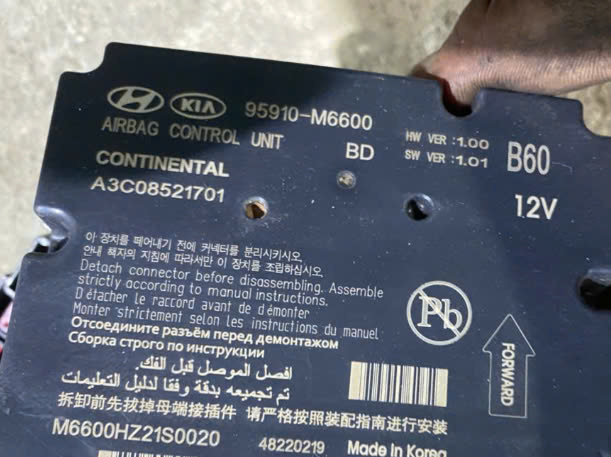 KIA 95910-M6600
AIRBAG CONTROL UNIT
BD
HW VER :1.00
SW VER :1.01
B60
CONTINENTAL
A3C08521701
12V
이 장치를 떼어내기 전에 커넥터를 분리시키시오.
안내 책자의 지침에 따라서만 이 장치를 조립하십시오.
Detach connector before disassembling. Assemble
strictly according to manual instructions.
Détacher le raccord avant de démonter
Monter strictement selon les instructions du manuel
Отсоедините разъём перед демонтажом
Сборка строго по инструкции
افصل الموصل قبل الفك.
تم تجميعه بدقة وفقا لدليل التعليمات
拆卸前先拔掉母端接插件 请严格按照装配指南进行安装
Pb
FORWARD
M6600HZ21S0020
48220219
Made in Korea